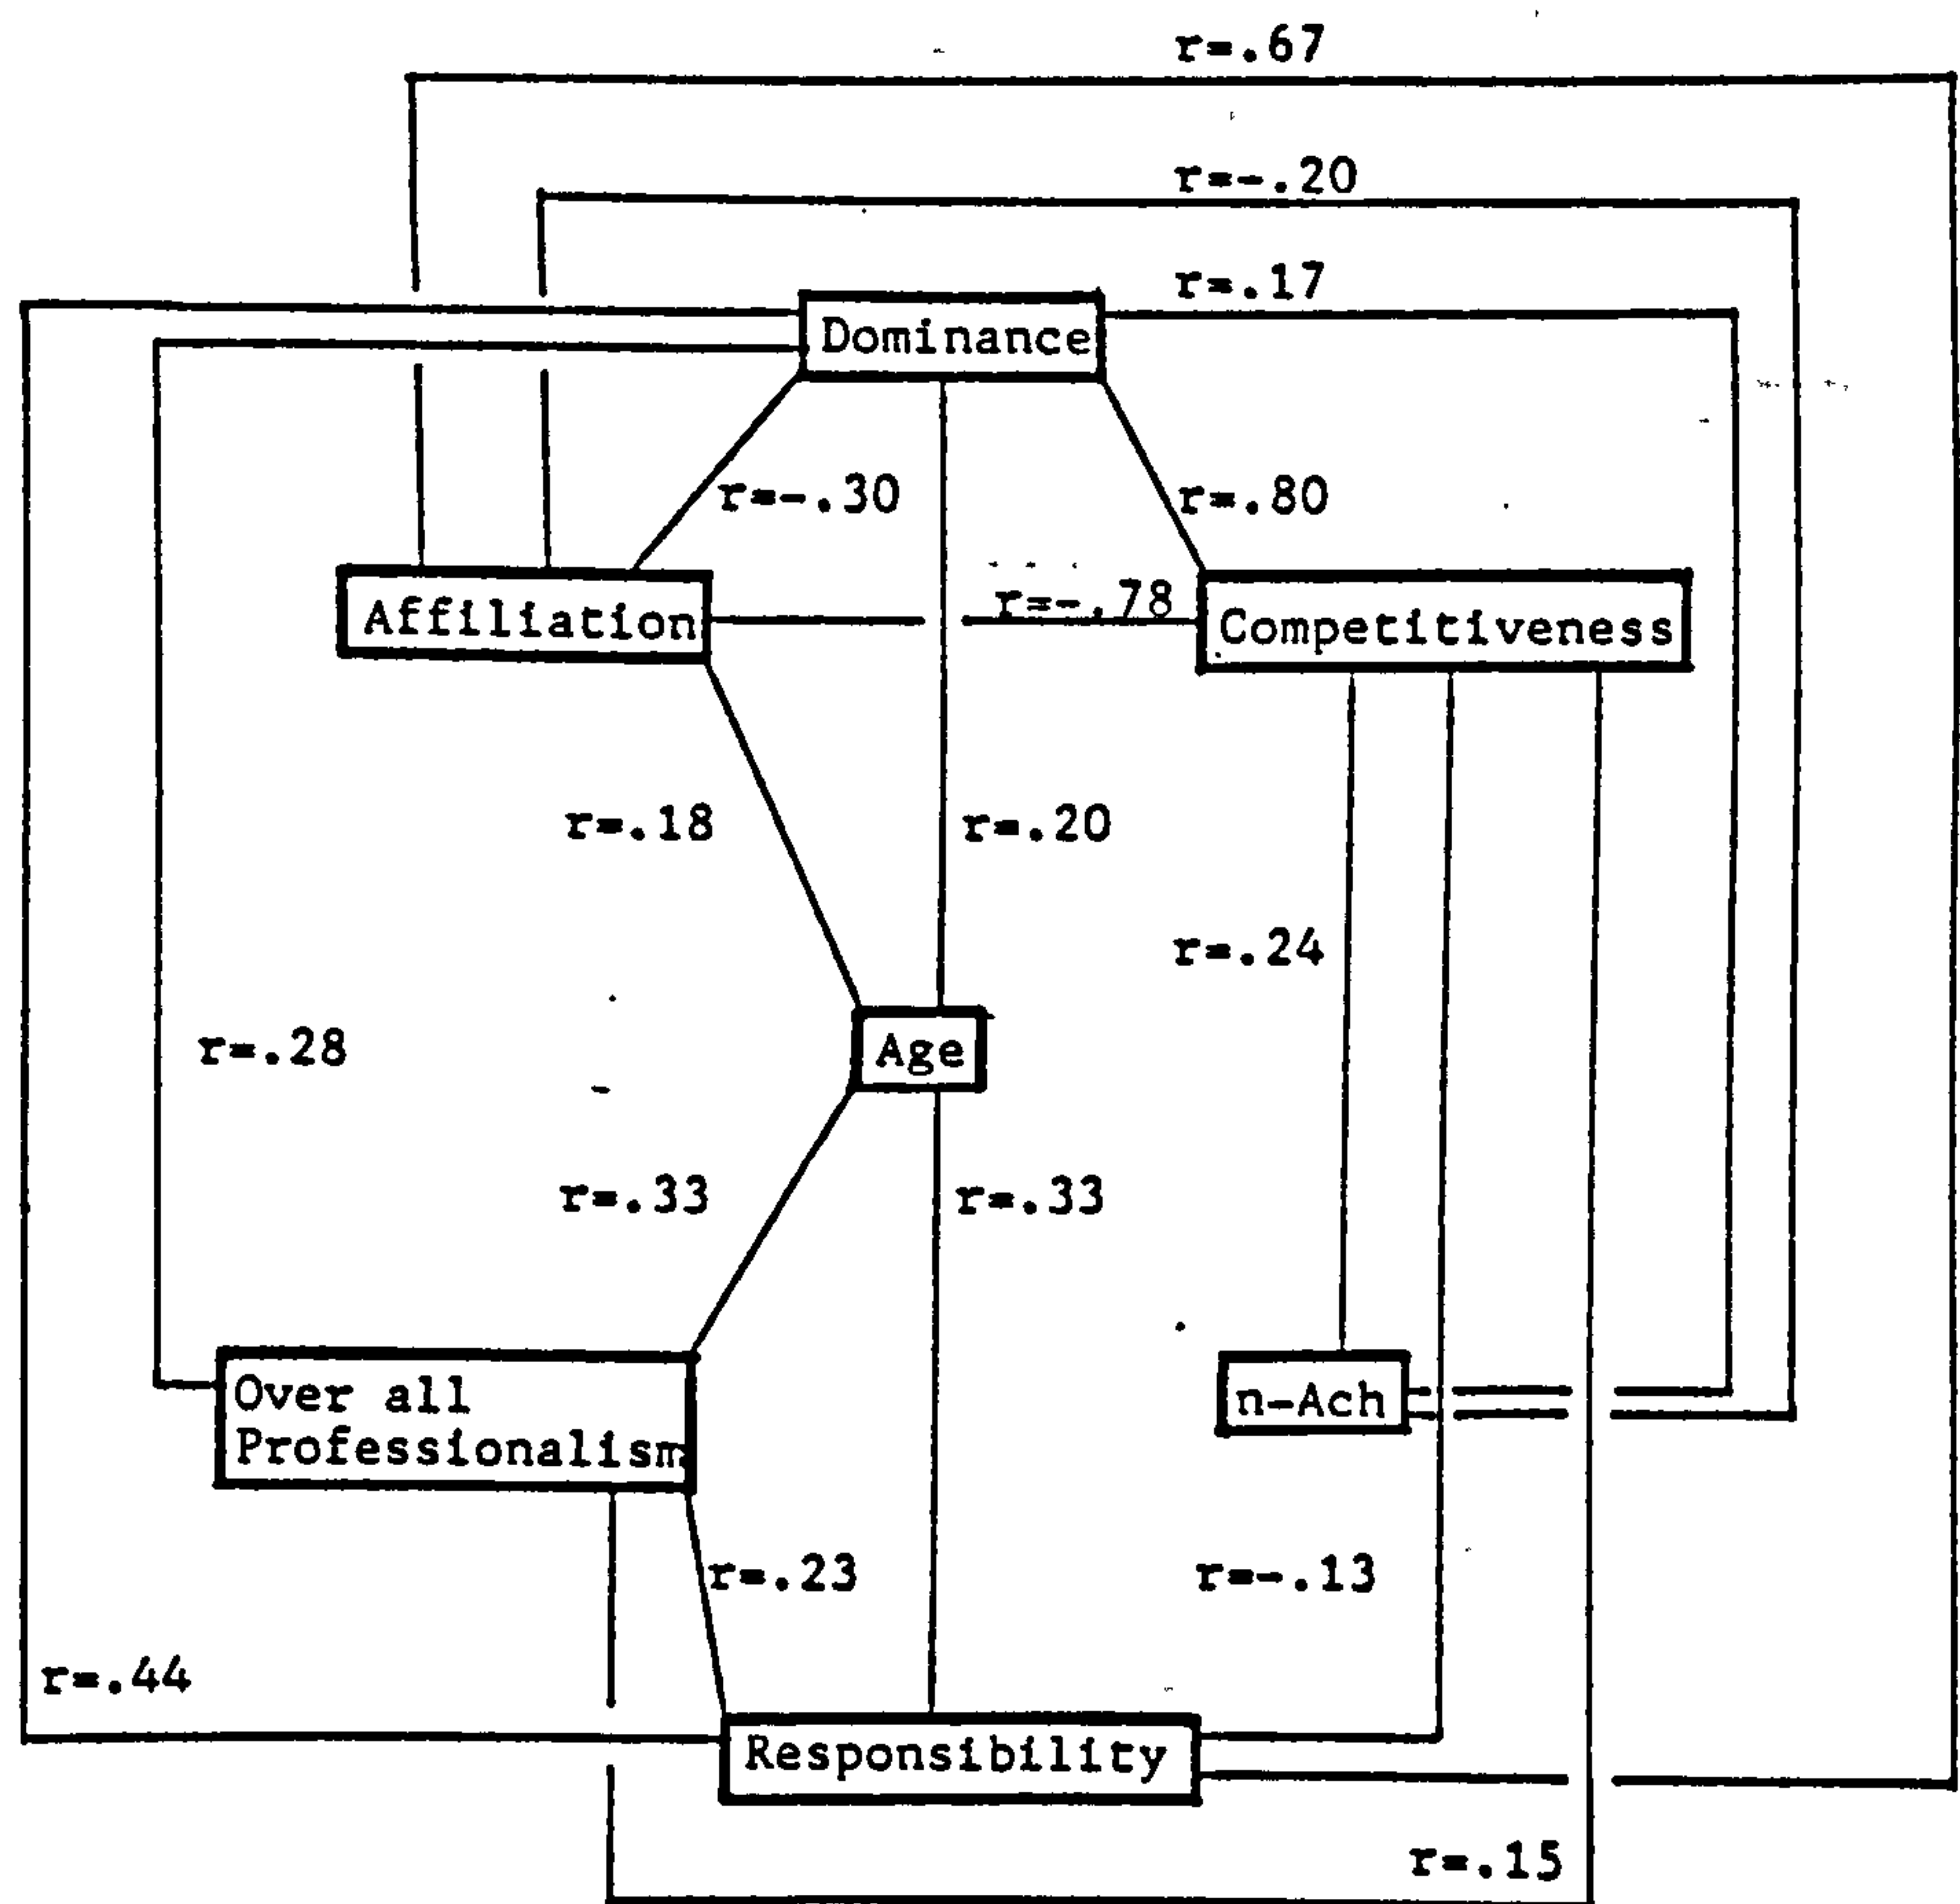 r=.67
r=-.20
r=.17
Dominance
r=-.30
r=.80
r=-.78
Affiliation
Competitiveness
r=.18
r=.20
r=.24
r=.28
Age
r=.33
r=.33
Over all
Professionalism
n-Ach
r=.23
r=-.13
r=.44
Responsibility
r=.15